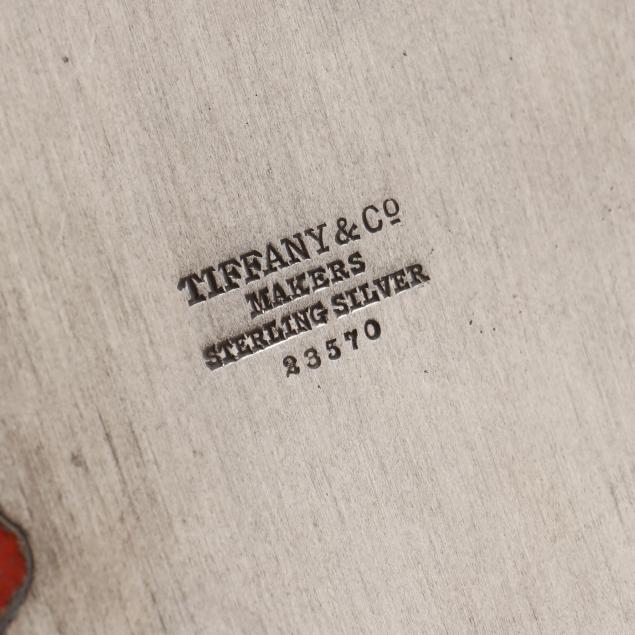 TIFFANY & Co
MAKERS
STERLING SILVER
23570